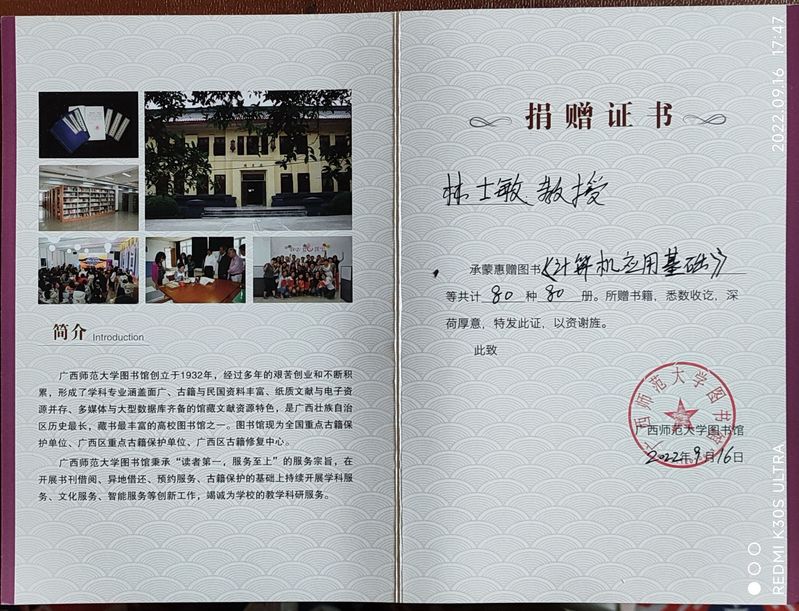 简介 Introduction
广西师范大学图书馆创立于1932年，经过多年的艰苦创业和不断积
累，形成了学科专业涵盖面广、古籍与民国资料丰富、纸质文献与电子资
源并存、多媒体与大型数据库齐备的馆藏文献资源特色，是广西壮族自治
区历史最长，藏书最丰富的高校图书馆之一。图书馆现为全国重点古籍保
护单位、广西区重点古籍保护单位、广西区古籍修复中心。
广西师范大学图书馆秉承“读者第一，服务至上”的服务宗旨，在
开展书刊借阅、异地借还、预约服务、古籍保护的基础上持续开展学科服
务、文化服务、智能服务等创新工作，竭诚为学校的教学科研服务。
捐赠证书
林士敏教授
承蒙惠赠图书《计算机应用基础》
等共计 80 种 80 册。所赠书籍，悉数收讫，深
荷厚意，特发此证，以资谢旌。
此致
广西师范大学图书馆
广西师范大学图书馆
2022年9月16日
2022.09.16 17:47
REDMI K30S ULTRA